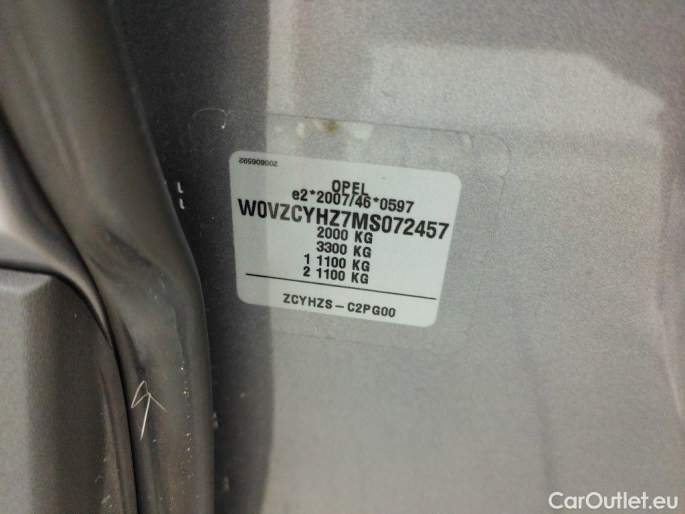 200606592
OPEL
e2*2007/46*0597
W0VZCYHZ7MS072457
2000 KG
3300 KG
1 1100 KG
2 1100 KG
ZCYHZS-C2PG00
CarOutlet.eu